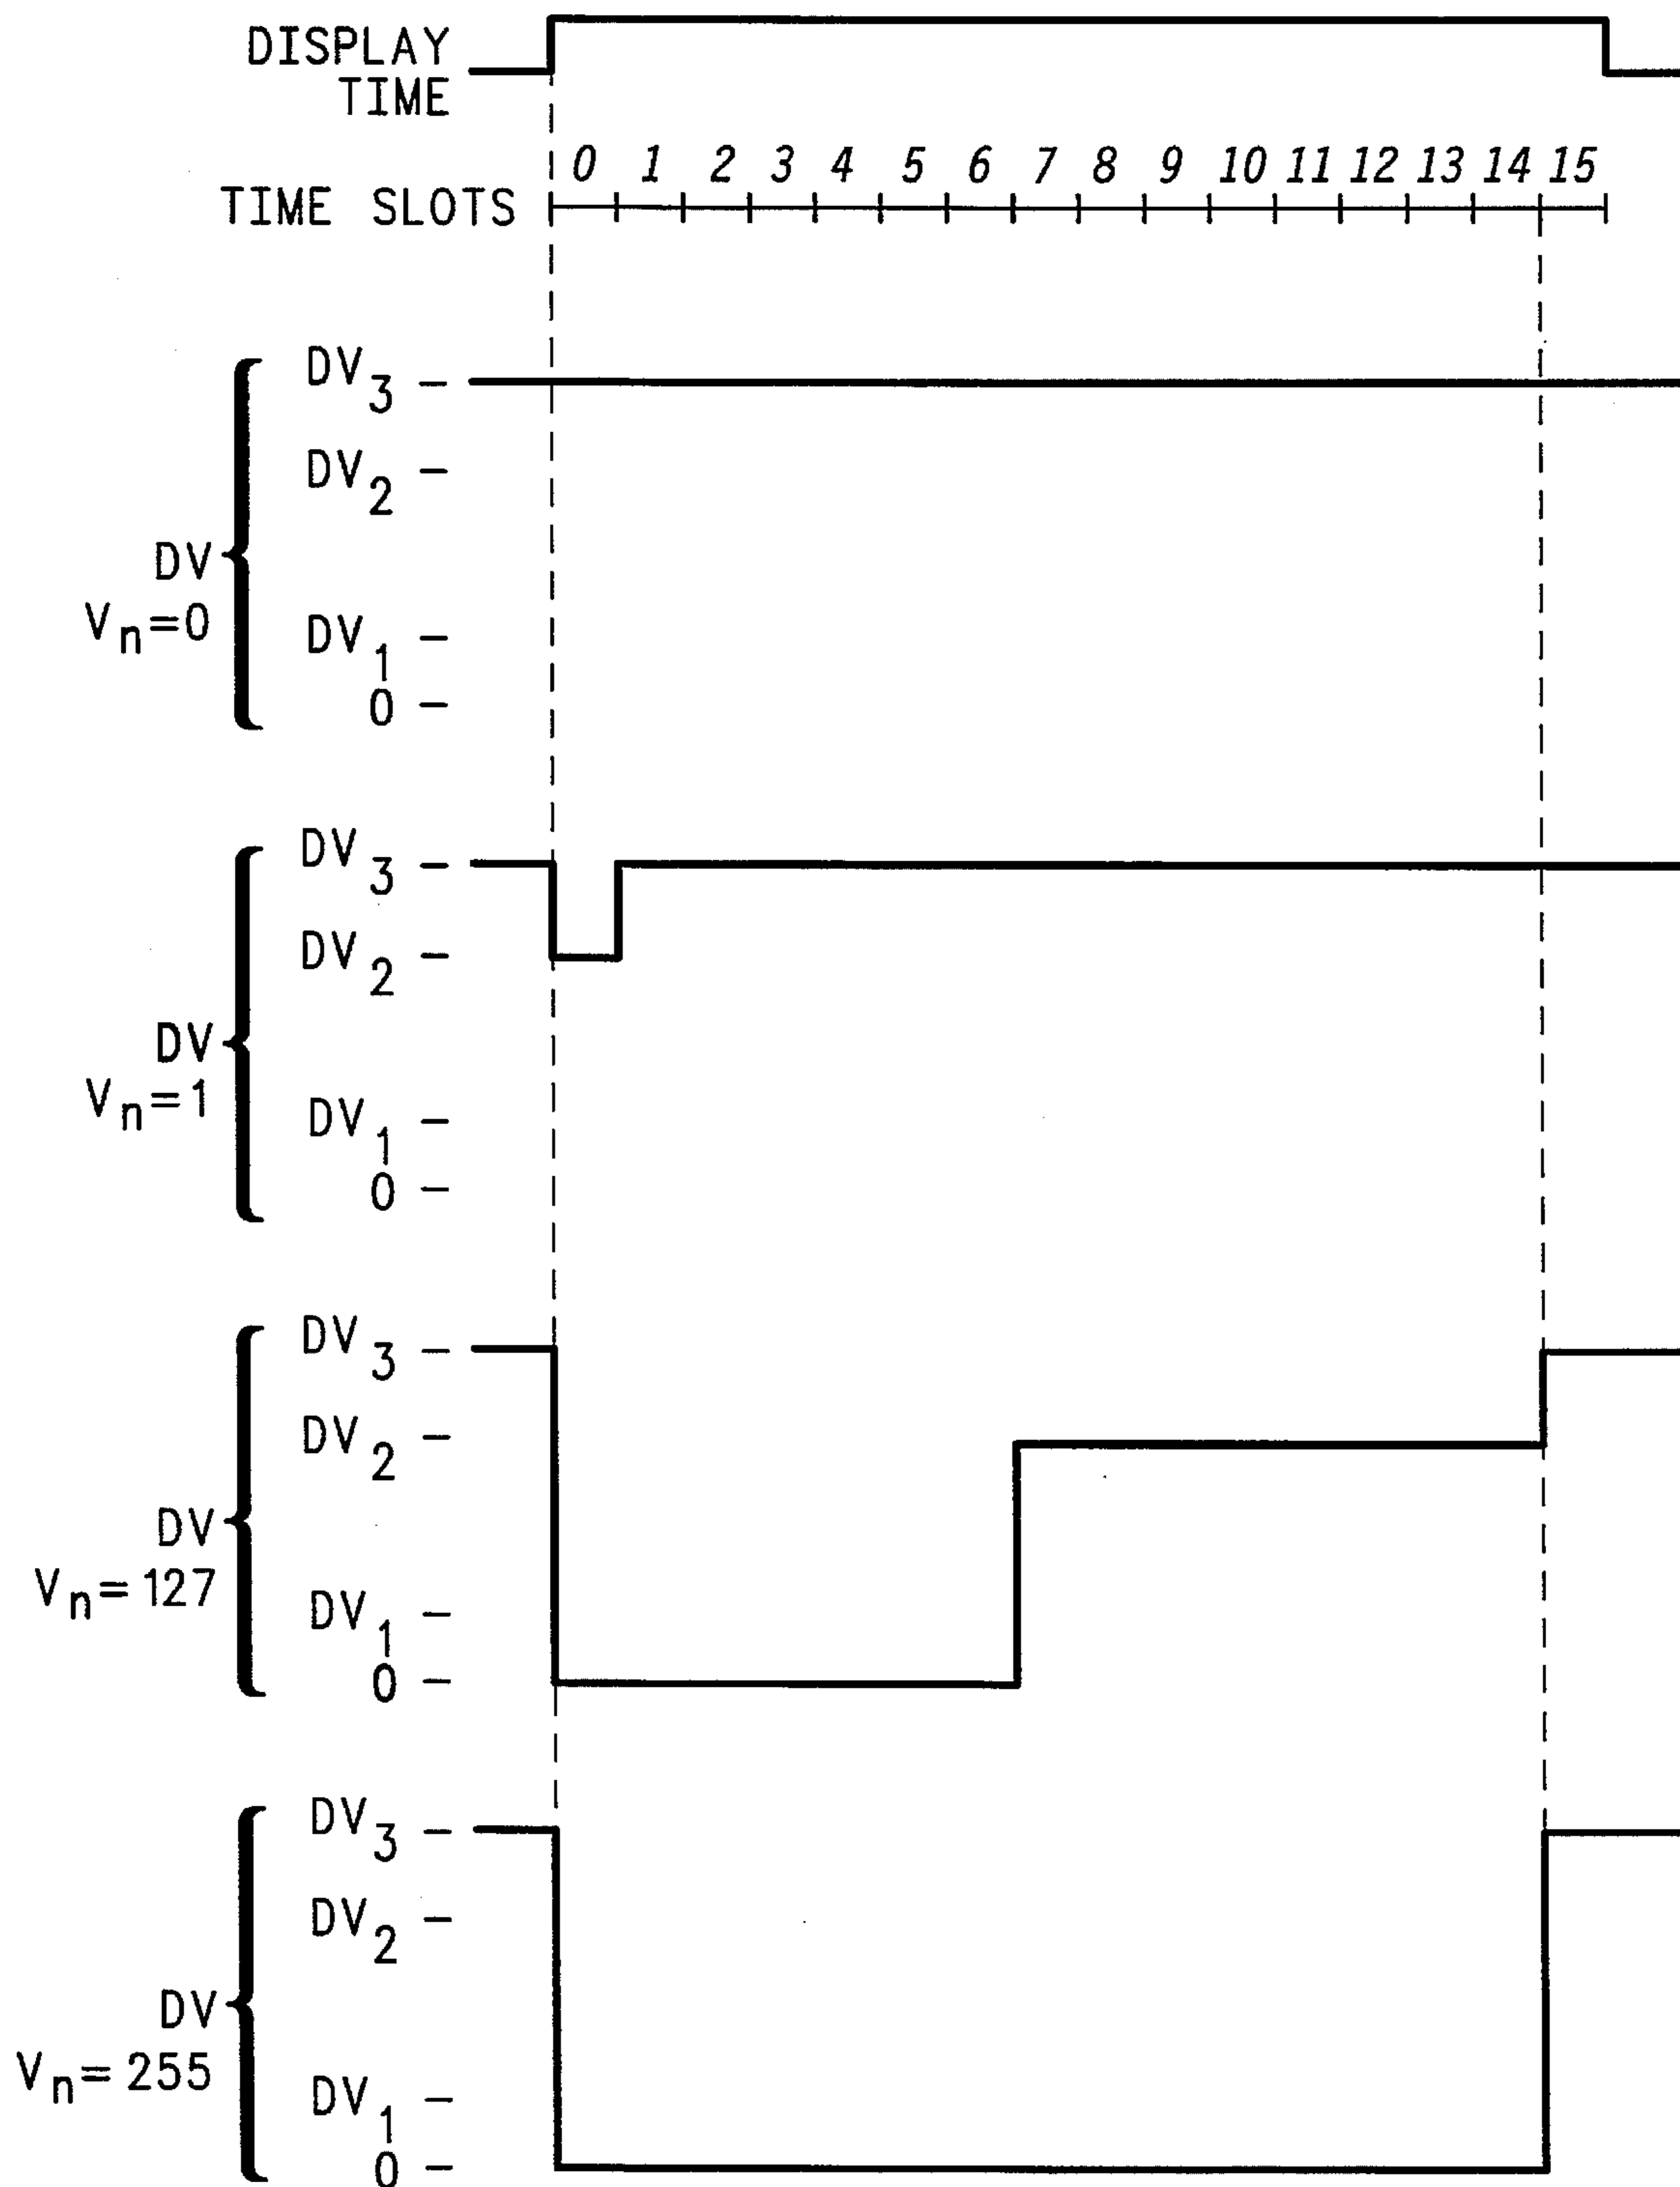 DISPLAY
TIME
0 1 2 3 4 5 6 7 8 9 10 11 12 13 14 15
TIME SLOTS
DV3
DV2
DV
Vn=0
DV1
0
DV3
DV2
DV
Vn=1
DV1
0
DV3
DV2
DV
Vn=127
DV1
0
DV3
DV2
DV
Vn=255
DV1
0